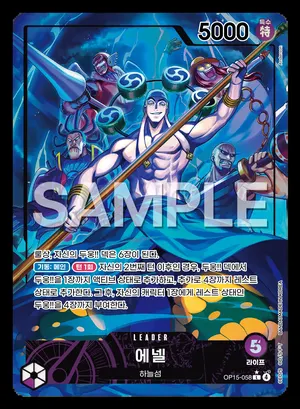 5000
특수
特
SAMPLE
룰상, 자신의 두웅!! 덱은 6장이 된다.
기동: 메인 턴 1회 자신의 2번째 턴 이후인 경우, 두웅!! 덱에서
두웅!!을 1장까지 액티브 상태로 추가하고, 추가로 4장까지 레스트
상태로 추가한다. 그 후, 자신의 캐릭터 1장에게 레스트 상태인
두웅!!을 4장까지 부여한다.
LEADER
에넬
하늘섬
5
라이프
OP15-058 L